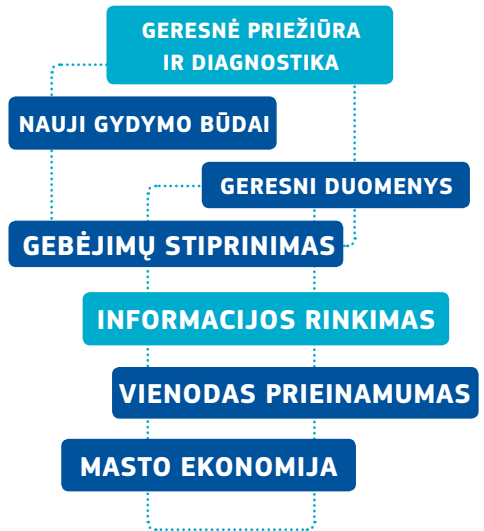 GERESNĖ PRIEŽIŪRA
IR DIAGNOSTIKA
NAUJI GYDYMO BŪDAI
GERESNI DUOMENYS
GEBĖJIMŲ STIPRINIMAS
INFORMACIJOS RINKIMAS
VIENODAS PRIEINAMUMAS
MASTO EKONOMIJA